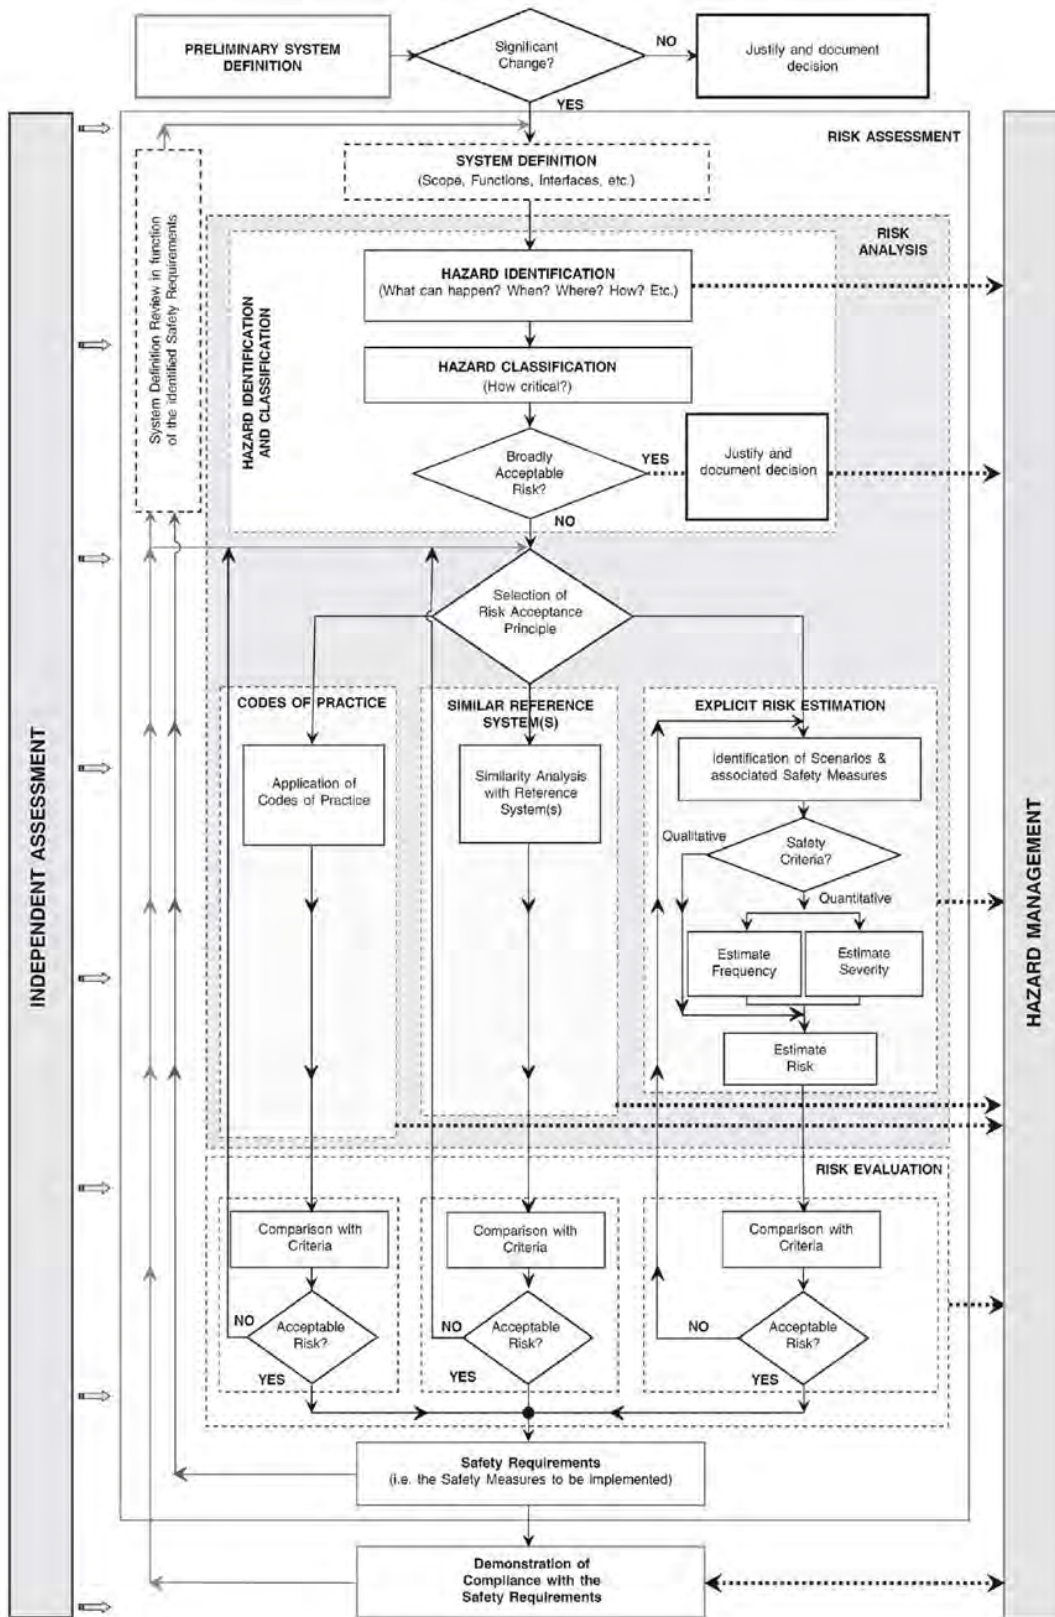 PRELIMINARY SYSTEM
DEFINITION
Significant
Change?
NO
Justify and document
decision
YES
RISK ASSESSMENT
SYSTEM DEFINITION
(Scope, Functions, Interfaces, etc.)
System Definition Review in function
of the identified Safety Requirements
RISK
ANALYSIS
HAZARD IDENTIFICATION
AND CLASSIFICATION
HAZARD IDENTIFICATION
(What can happen? When? Where? How? Etc.)
HAZARD CLASSIFICATION
(How critical?)
Broadly
Acceptable
Risk?
YES
Justify and
document decision
NO
Selection of
Risk Acceptance
Principle
CODES OF PRACTICE
SIMILAR REFERENCE
SYSTEM(S)
EXPLICIT RISK ESTIMATION
Application of
Codes of Practice
Similarity Analysis
with Reference
System(s)
Identification of Scenarios &
associated Safety Measures
Qualitative
Safety
Criteria?
Quantitative
Estimate
Frequency
Estimate
Severity
Estimate
Risk
INDEPENDENT ASSESSMENT
HAZARD MANAGEMENT
RISK EVALUATION
Comparison with
Criteria
Comparison with
Criteria
Comparison with
Criteria
NO
Acceptable
Risk?
YES
NO
Acceptable
Risk?
YES
NO
Acceptable
Risk?
YES
Safety Requirements
(i.e. the Safety Measures to be implemented)
Demonstration of
Compliance with the
Safety Requirements